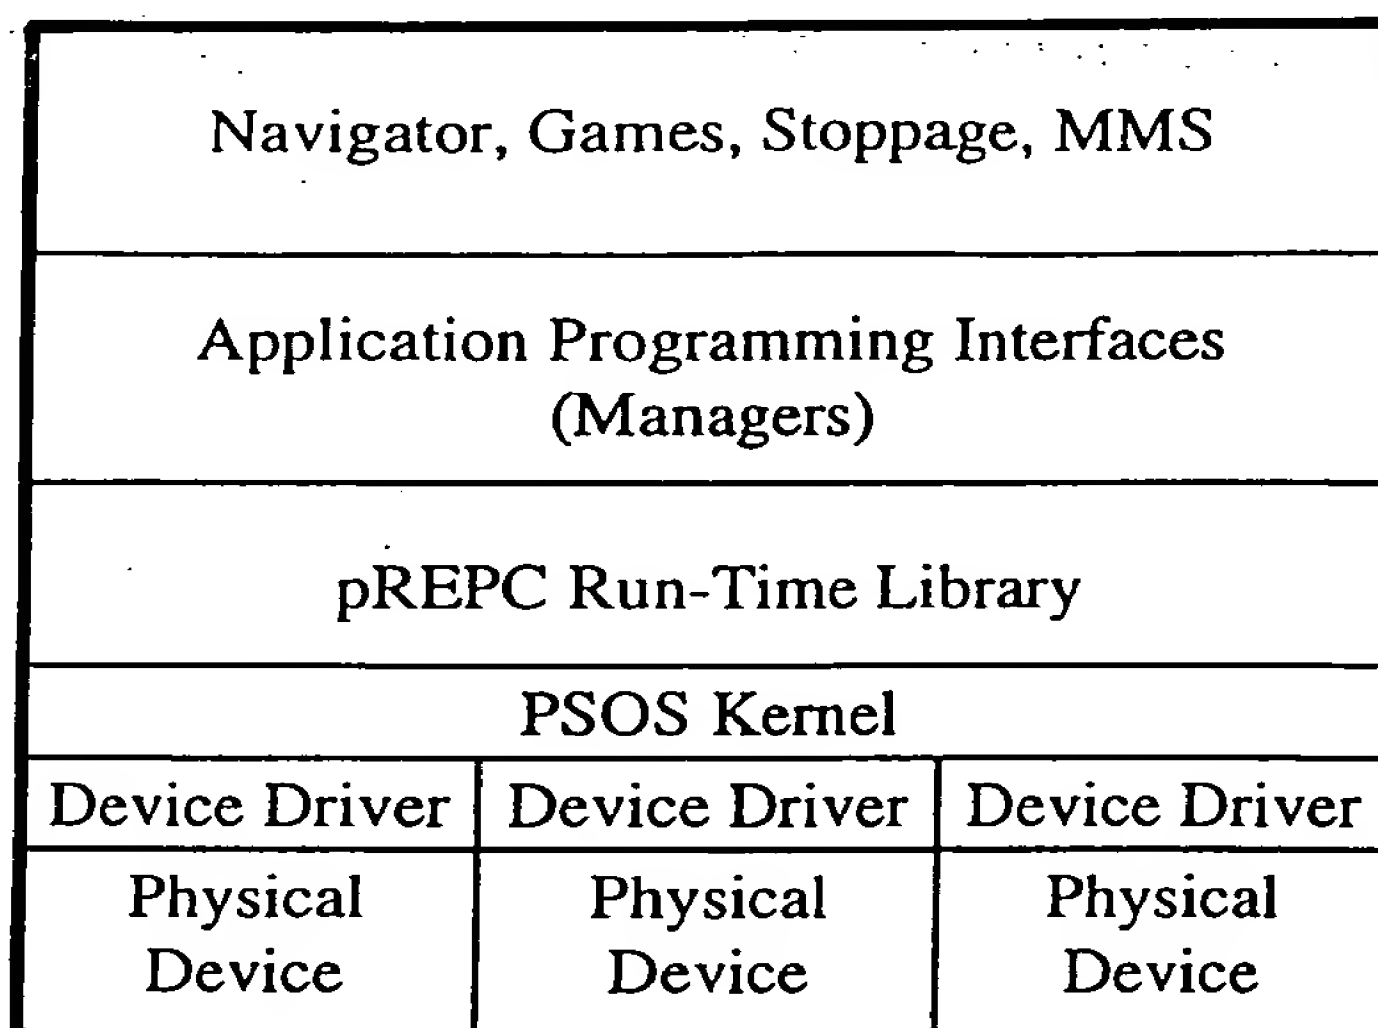 Navigator, Games, Stoppage, MMS
Application Programming Interfaces
(Managers)
pREPC Run-Time Library
PSOS Kernel
Device Driver Device Driver Device Driver
Physical Physical Physical
Device Device Device